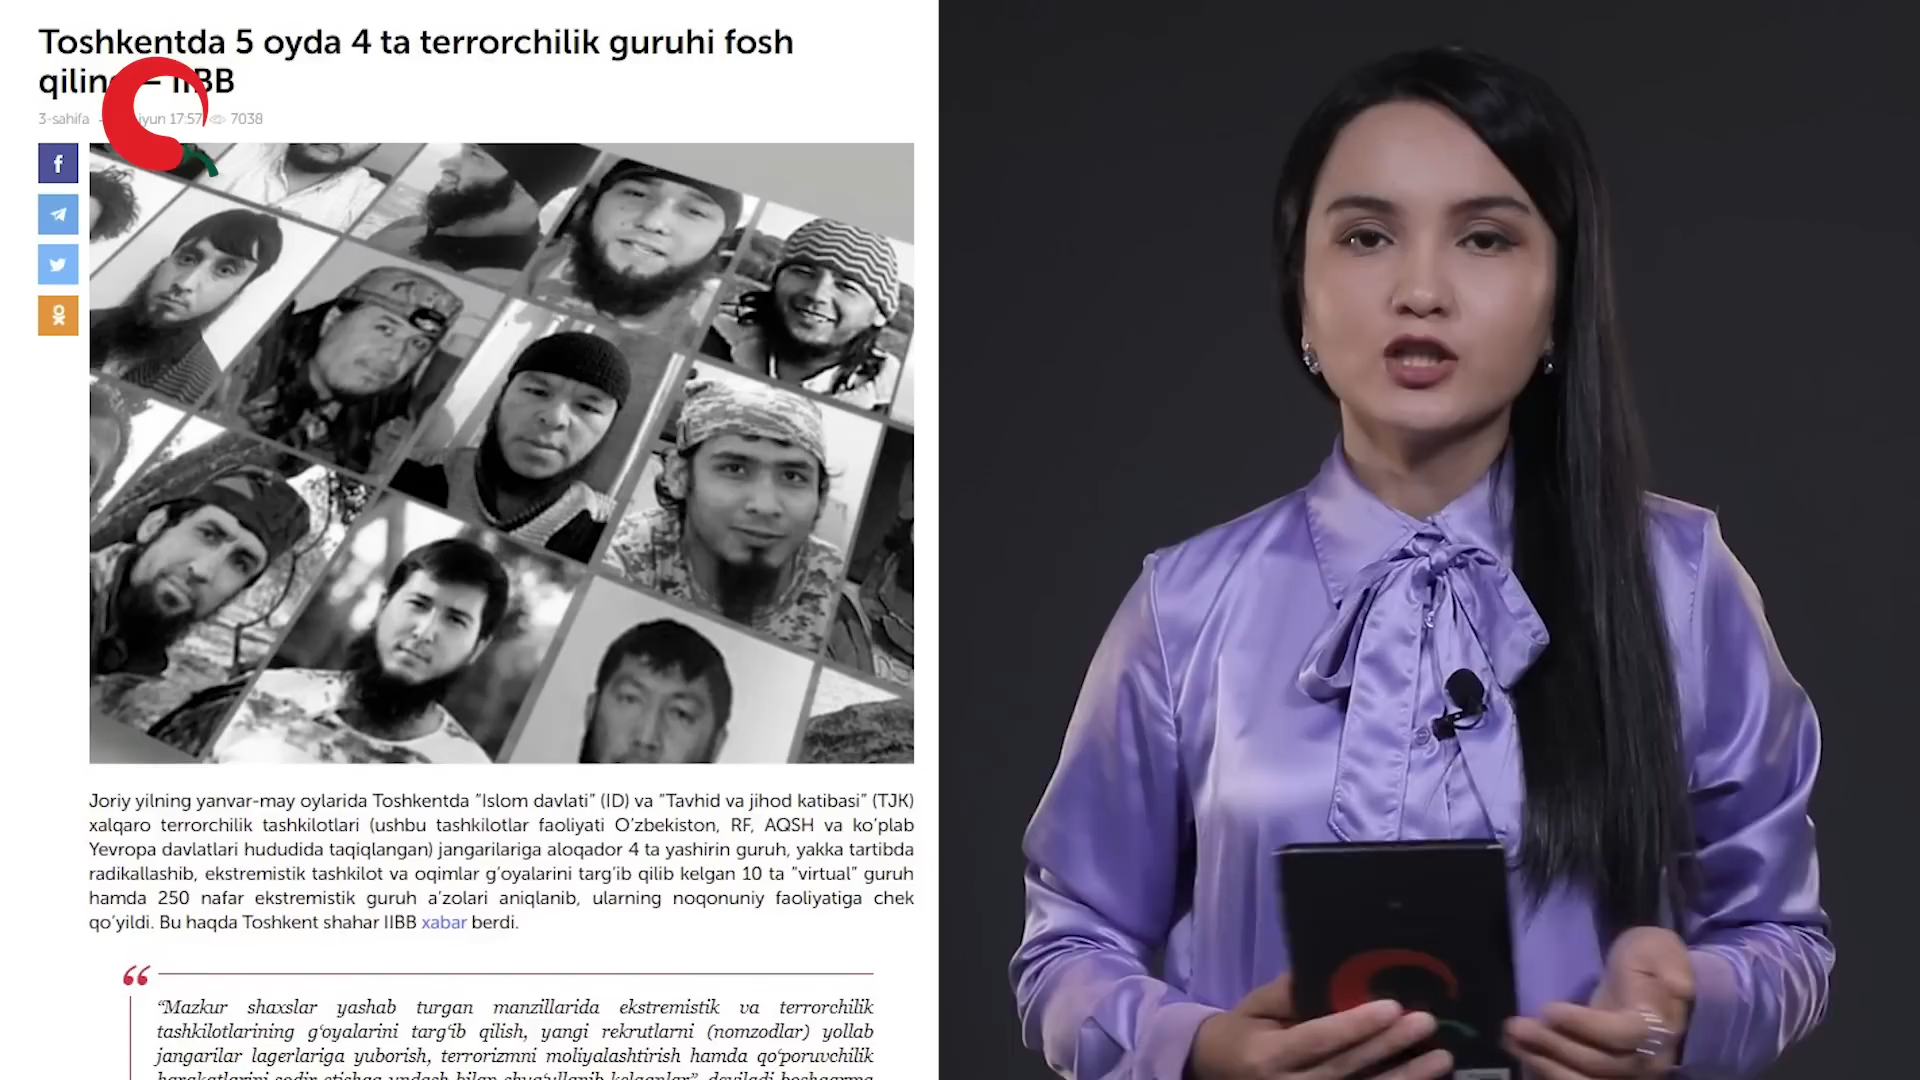 Toshkentda 5 oyda 4 ta terrorchilik guruhi fosh
– IIBB
3-sahifa iyun 17:57 7038
Joriy yilning yanvar-may oylarida Toshkentda “Islom davlati” (ID) va “Tavhid va jihod katibasi” (TJK)
xalqaro terrorchilik tashkilotlari (ushbu tashkilotlar faoliyati O‘zbekiston, RF, AQSH va ko‘plab
Yevropa davlatlari hududida taqiqlangan) jangarilariga aloqador 4 ta yashirin guruh, yakka tartibda
radikallashib, ekstremistik tashkilot va oqimlar g‘oyalarini targ‘ib qilib kelgan 10 ta “virtual” guruh
hamda 250 nafar ekstremistik guruh a’zolari aniqlanib, ularning noqonuniy faoliyatiga chek
qo‘yildi. Bu haqda Toshkent shahar IIBB xabar berdi.
“Mazkur shaxslar yashab turgan manzillarida ekstremistik va terrorchilik
tashkilotlarining g‘oyalarini targ‘ib qilish, yangi rekrutlarni (nomzodlar) yollab
jangarilar lagerlariga yuborish, terrorizmni moliyalashtirish hamda qo‘poruvchilik